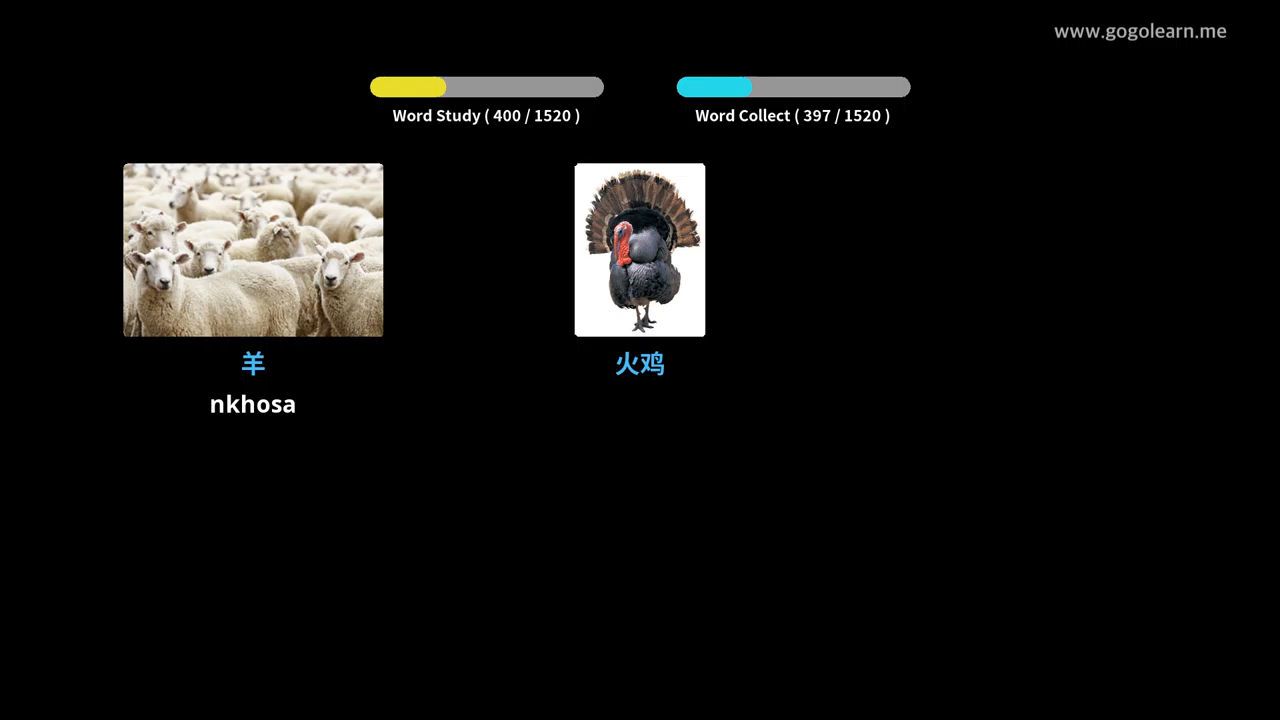 www.gogolearn.me
Word Study ( 400 / 1520 )
Word Collect ( 397 / 1520 )
羊
火鸡
nkhosa